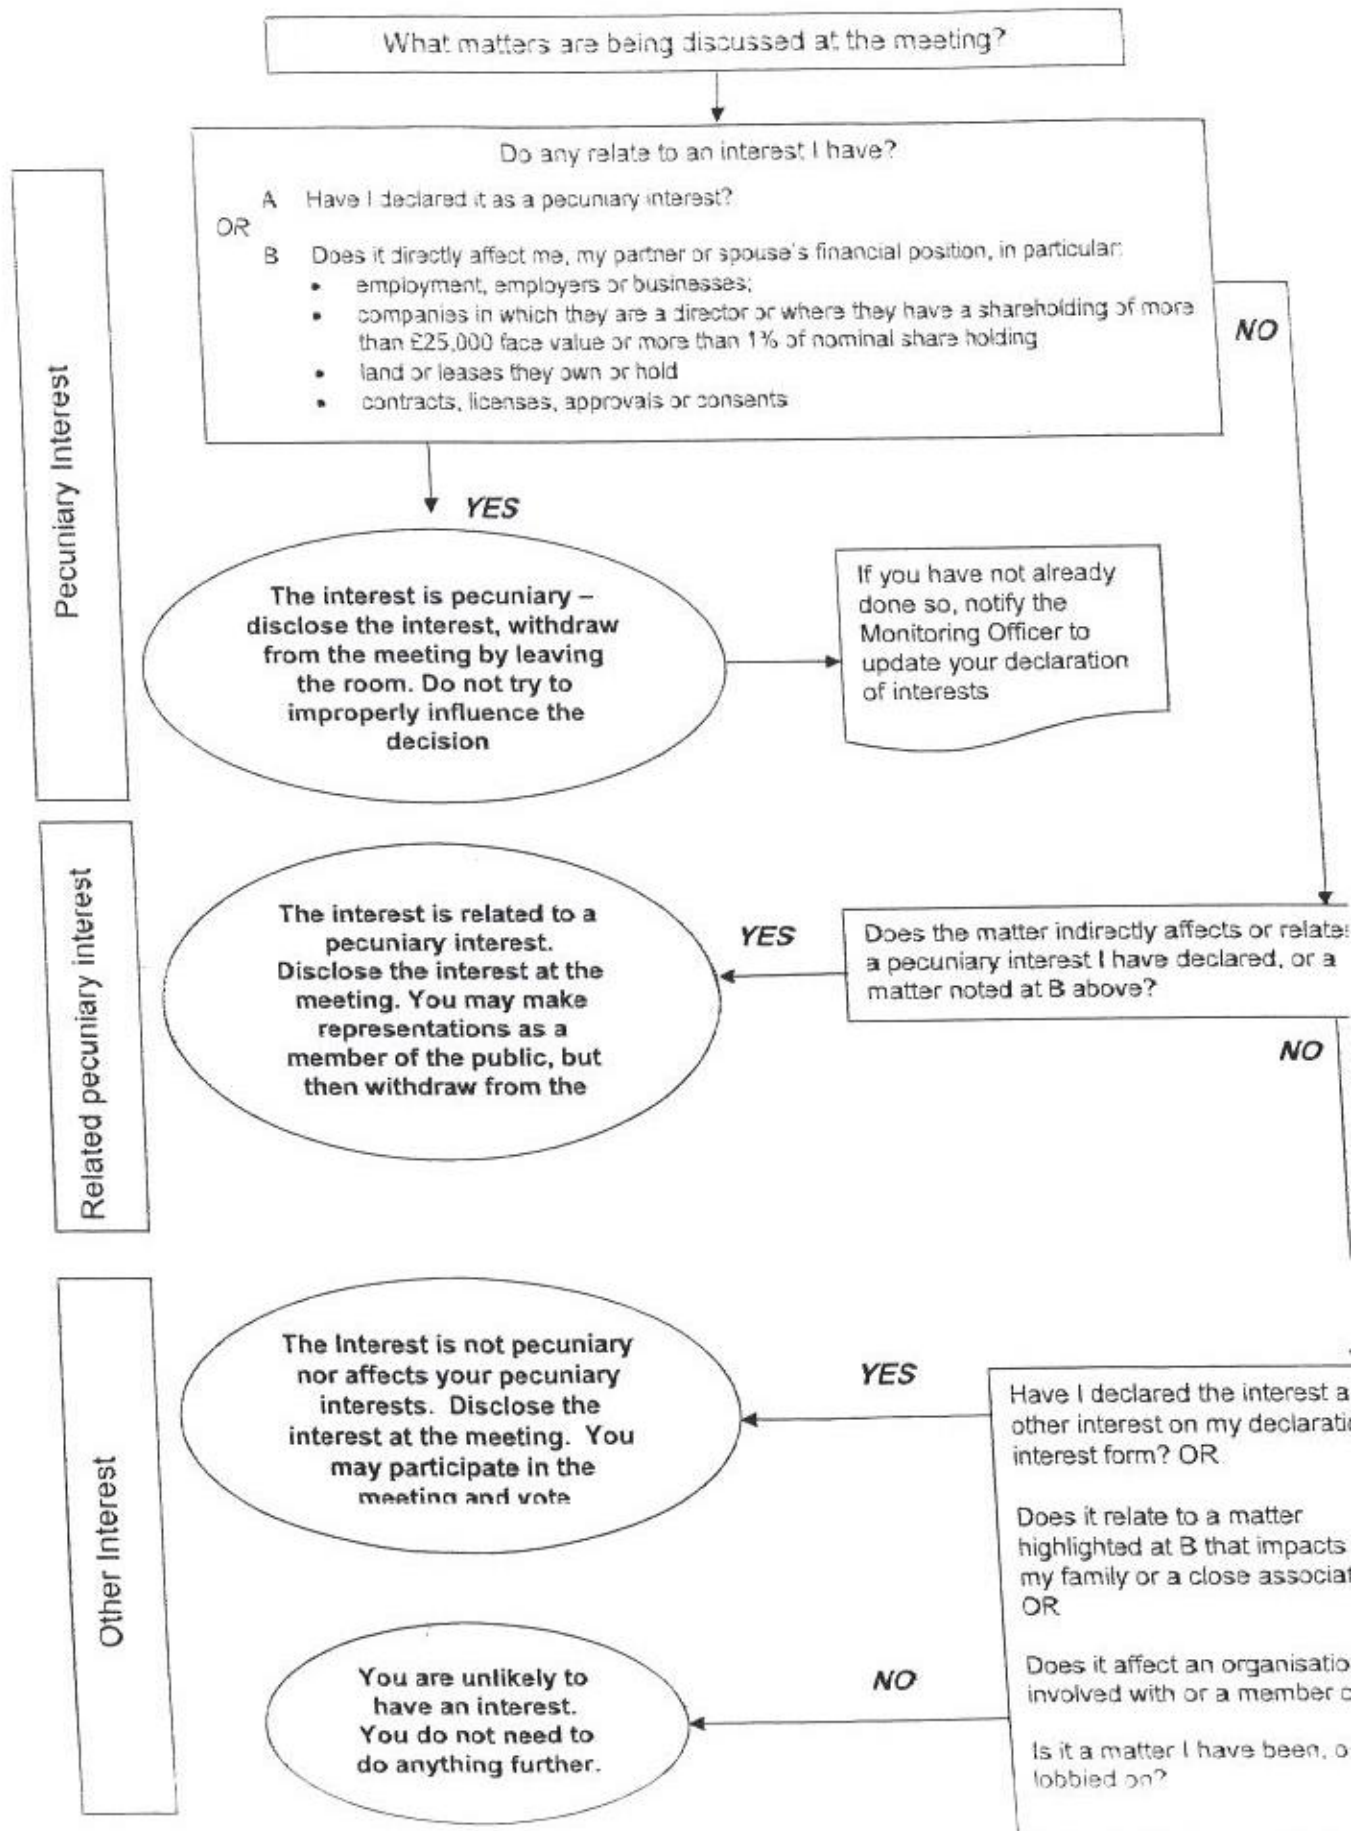 What matters are being discussed at the meeting?
Do any relate to an interest I have?
A Have I declared it as a pecuniary interest?
OR
B Does it directly affect me, my partner or spouse's financial position, in particular:
• employment, employers or businesses;
• companies in which they are a director or where they have a shareholding of more
than £25,000 face value or more than 1% of nominal share holding
• land or leases they own or hold
• contracts, licenses, approvals or consents
NO
Pecuniary Interest
YES
The interest is pecuniary –
disclose the interest, withdraw
from the meeting by leaving
the room. Do not try to
improperly influence the
decision
If you have not already
done so, notify the
Monitoring Officer to
update your declaration
of interests
Related pecuniary interest
The interest is related to a
pecuniary interest.
Disclose the interest at the
meeting. You may make
representations as a
member of the public, but
then withdraw from the
YES
Does the matter indirectly affects or relate
a pecuniary interest I have declared, or a
matter noted at B above?
NO
Other Interest
The Interest is not pecuniary
nor affects your pecuniary
interests. Disclose the
interest at the meeting. You
may participate in the
meeting and vote
YES
Have I declared the interest a
other interest on my declarati
interest form? OR
Does it relate to a matter
highlighted at B that impacts
my family or a close associat
OR
Does it affect an organisatio
involved with or a member o
Is it a matter I have been, o
lobbied on?
NO
You are unlikely to
have an interest.
You do not need to
do anything further.